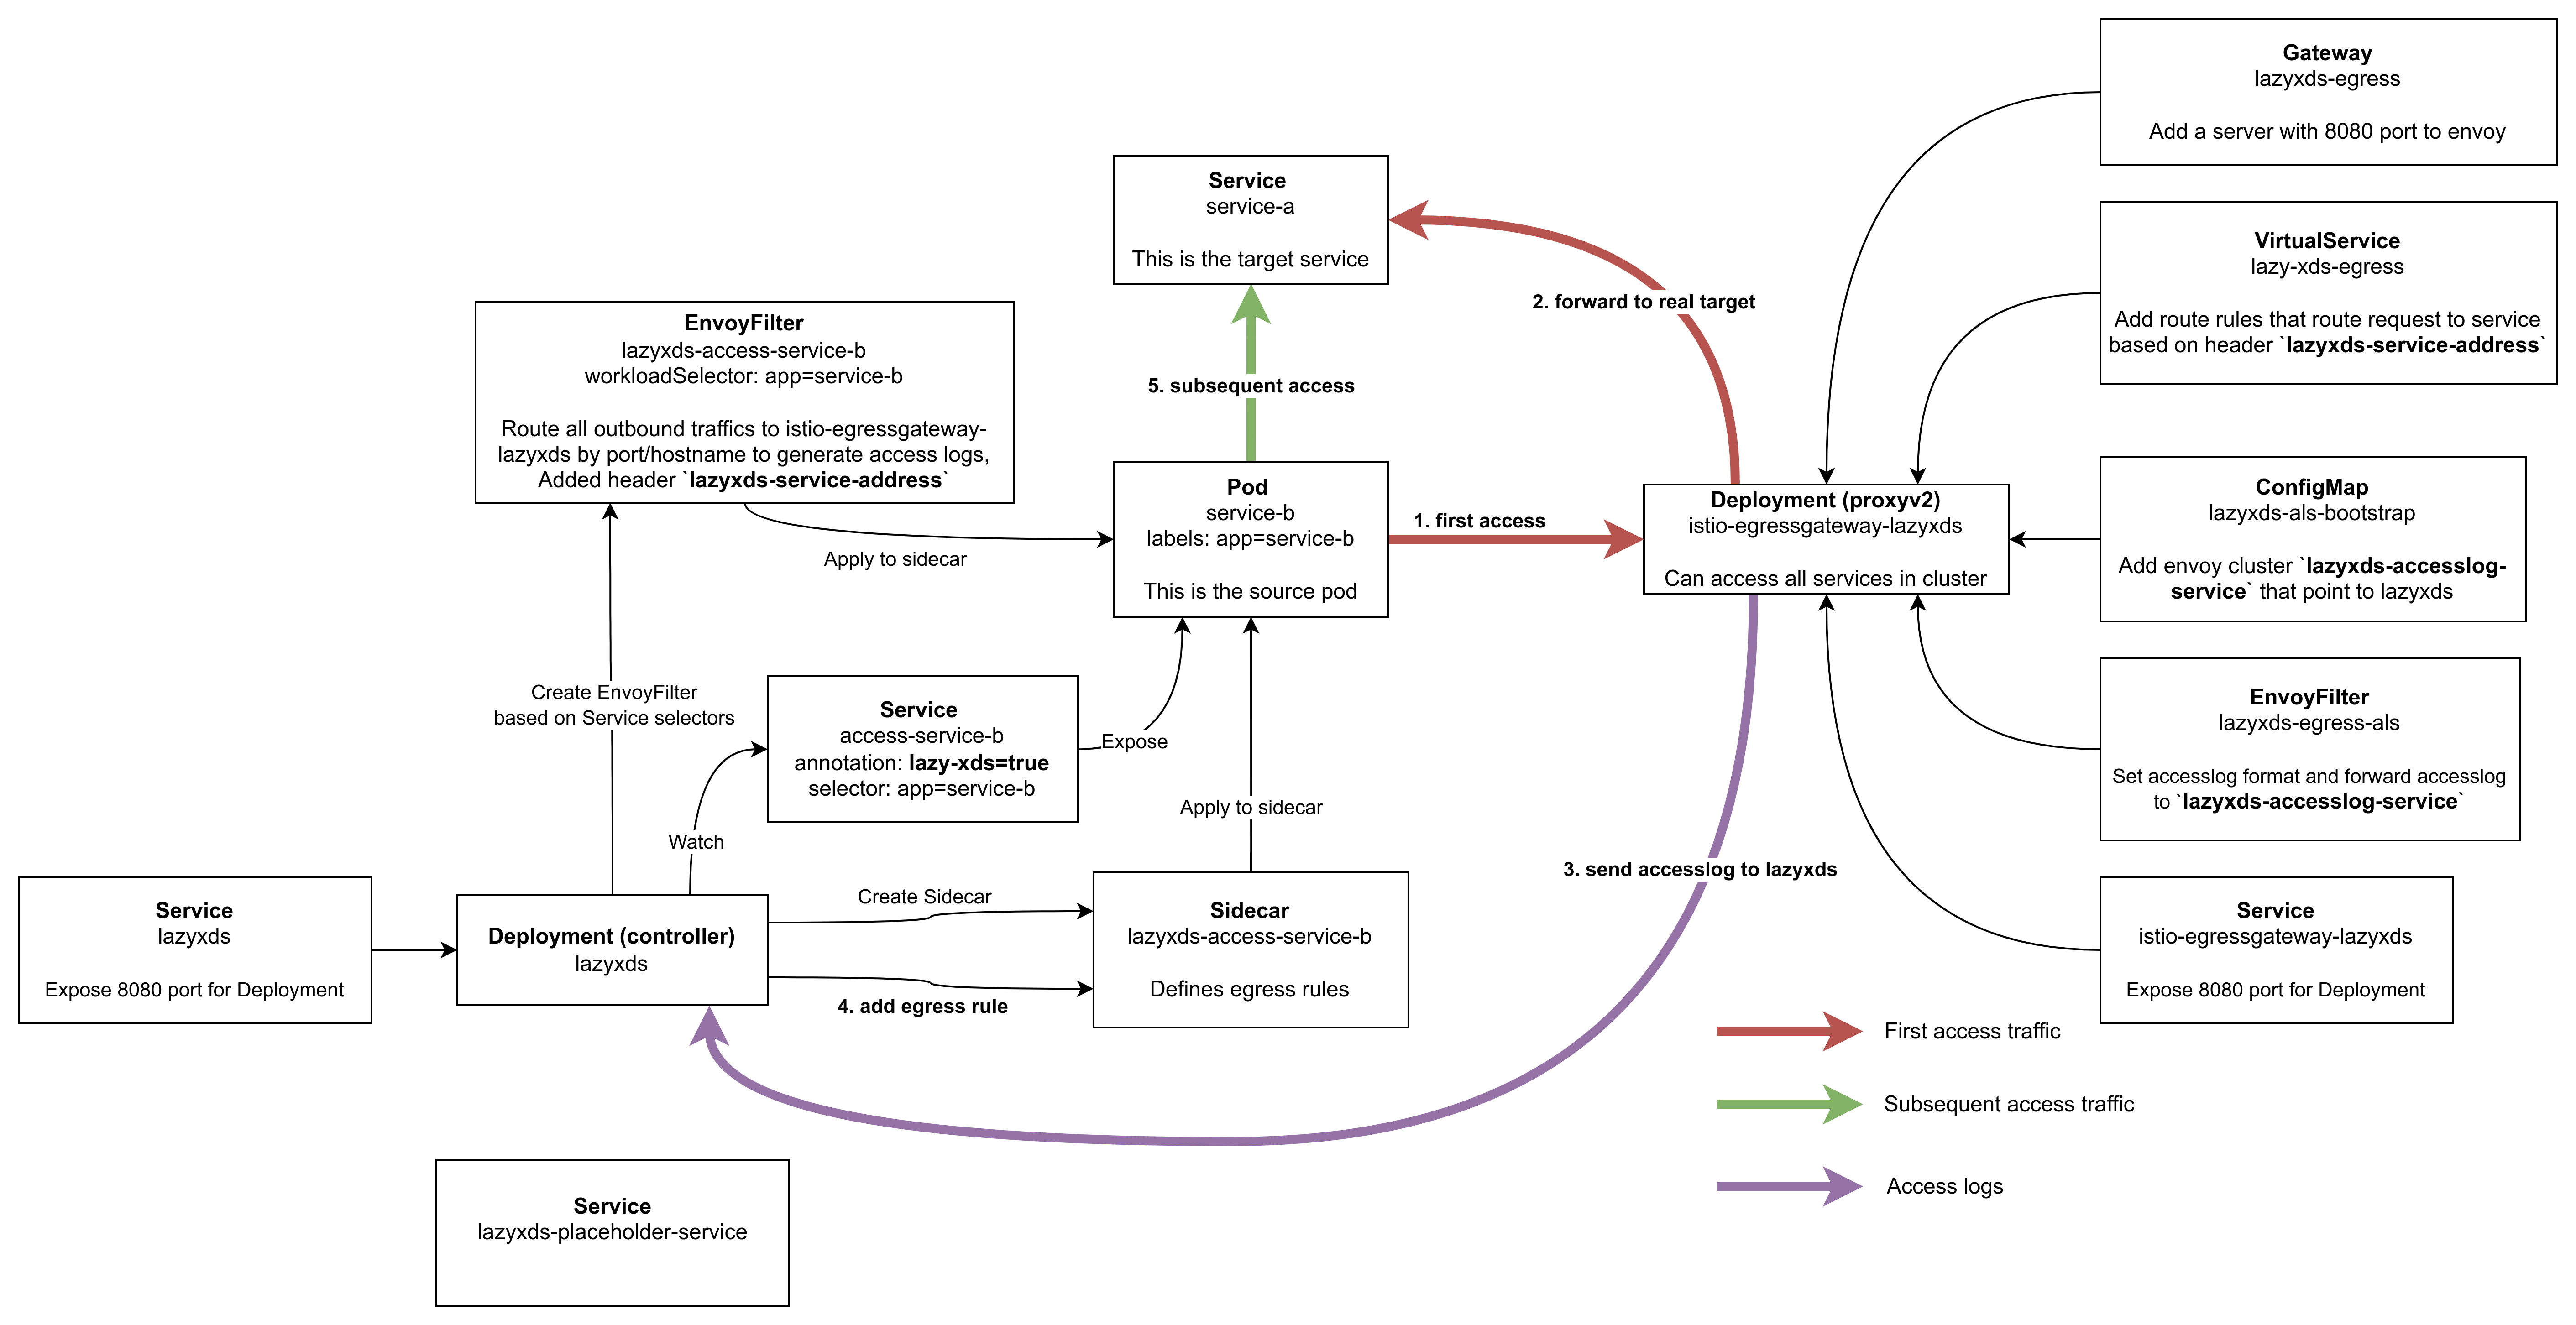 Gateway
lazyxds-egress
Add a server with 8080 port to envoy
Service
service-a
This is the target service
VirtualService
lazy-xds-egress
Add route rules that route request to service
based on header `lazyxds-service-address`
2. forward to real target
EnvoyFilter
lazyxds-access-service-b
workloadSelector: app=service-b
Route all outbound traffics to istio-egressgateway-
lazyxds by port/hostname to generate access logs,
Added header `lazyxds-service-address`
5. subsequent access
Pod
service-b
labels: app=service-b
This is the source pod
1. first access
Deployment (proxyv2)
istio-egressgateway-lazyxds
Can access all services in cluster
ConfigMap
lazyxds-als-bootstrap
Add envoy cluster `lazyxds-accesslog-
service` that point to lazyxds
Apply to sidecar
Create EnvoyFilter
based on Service selectors
Service
access-service-b
annotation: lazy-xds=true
selector: app=service-b
Expose
EnvoyFilter
lazyxds-egress-als
Set accesslog format and forward accesslog
to `lazyxds-accesslog-service`
Apply to sidecar
Watch
3. send accesslog to lazyxds
Service
lazyxds
Expose 8080 port for Deployment
Deployment (controller)
lazyxds
Create Sidecar
4. add egress rule
Sidecar
lazyxds-access-service-b
Defines egress rules
Service
istio-egressgateway-lazyxds
Expose 8080 port for Deployment
First access traffic
Subsequent access traffic
Access logs
Service
lazyxds-placeholder-service